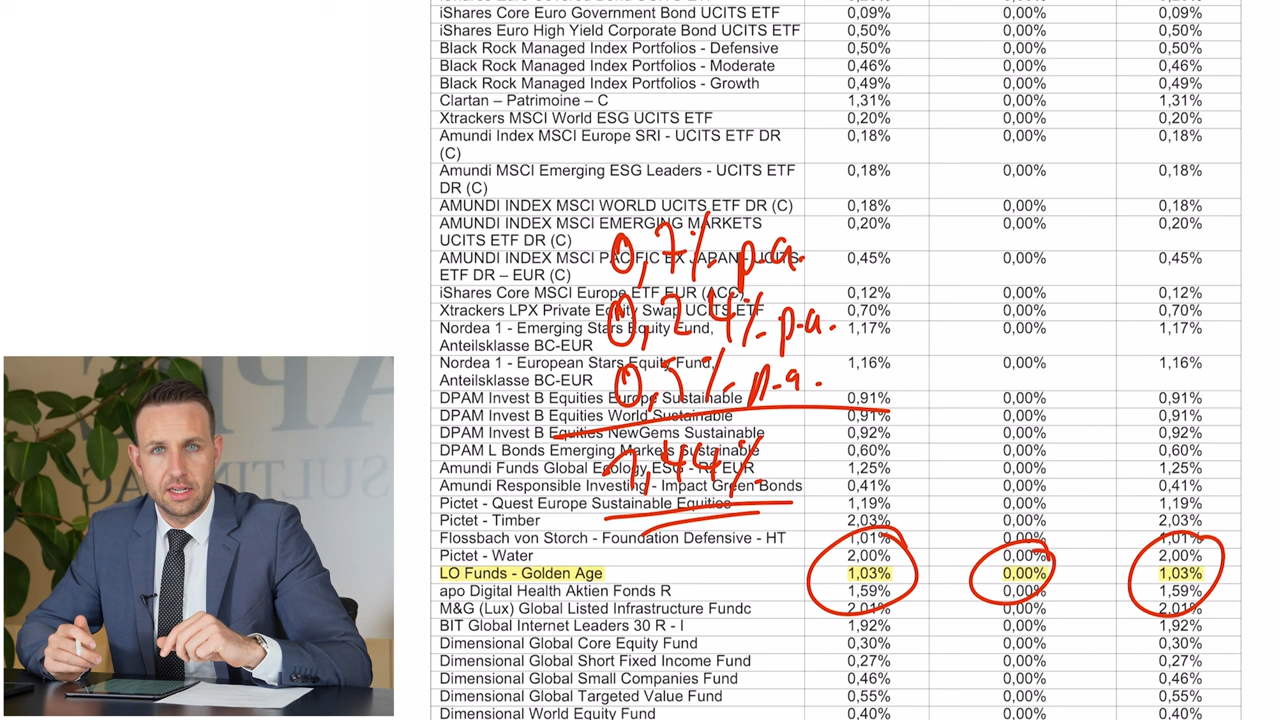 iShares Core Euro Government Bond UCITS ETF 0,09% 0,00% 0,09%
iShares Euro High Yield Corporate Bond UCITS ETF 0,50% 0,00% 0,50%
Black Rock Managed Index Portfolios - Defensive 0,50% 0,00% 0,50%
Black Rock Managed Index Portfolios - Moderate 0,46% 0,00% 0,46%
Black Rock Managed Index Portfolios - Growth 0,49% 0,00% 0,49%
Clartan – Patrimoine – C 1,31% 0,00% 1,31%
Xtrackers MSCI World ESG UCITS ETF 0,20% 0,00% 0,20%
Amundi Index MSCI Europe SRI - UCITS ETF DR 0,18% 0,00% 0,18%
(C)
Amundi MSCI Emerging ESG Leaders - UCITS ETF 0,18% 0,00% 0,18%
DR (C)
AMUNDI INDEX MSCI WORLD UCITS ETF DR (C) 0,18% 0,00% 0,18%
AMUNDI INDEX MSCI EMERGING MARKETS 0,20% 0,00% 0,20%
UCITS ETF DR (C)
0,7% p.a.
AMUNDI INDEX MSCI PACIFIC EX JAPAN - UCITS 0,45% 0,00% 0,45%
ETF DR – EUR (C)
iShares Core MSCI Europe ETF EUR (ACC) 0,12% 0,00% 0,12%
Xtrackers LPX Private Equity Swap UCITS ETF 0,70% 0,00% 0,70%
0,24% p.a.
Nordea 1 - Emerging Stars Equity Fund, 1,17% 0,00% 1,17%
Anteilsklasse BC-EUR
Nordea 1 - European Stars Equity Fund, 1,16% 0,00% 1,16%
Anteilsklasse BC-EUR
0,5% p.a.
DPAM Invest B Equities Europe Sustainable 0,91% 0,00% 0,91%
DPAM Invest B Equities World Sustainable 0,91% 0,00% 0,91%
DPAM Invest B Equities NewGems Sustainable 0,92% 0,00% 0,92%
DPAM L Bonds Emerging Markets Sustainable 0,60% 0,00% 0,60%
1,44%
Amundi Funds Global Ecology ESG - R EUR 1,25% 0,00% 1,25%
Amundi Responsible Investing - Impact Green Bonds 0,41% 0,00% 0,41%
Pictet - Quest Europe Sustainable Equities 1,19% 0,00% 1,19%
Pictet - Timber 2,03% 0,00% 2,03%
Flossbach von Storch - Foundation Defensive - HT 1,01% 0,00% 1,01%
Pictet - Water 2,00% 0,00% 2,00%
LO Funds - Golden Age 1,03% 0,00% 1,03%
apo Digital Health Aktien Fonds R 1,59% 0,00% 1,59%
M&G (Lux) Global Listed Infrastructure Fundc 2,01% 0,00% 2,01%
BIT Global Internet Leaders 30 R - I 1,92% 0,00% 1,92%
Dimensional Global Core Equity Fund 0,30% 0,00% 0,30%
Dimensional Global Short Fixed Income Fund 0,27% 0,00% 0,27%
Dimensional Global Small Companies Fund 0,46% 0,00% 0,46%
Dimensional Global Targeted Value Fund 0,55% 0,00% 0,55%
Dimensional World Equity Fund 0,40% 0,00% 0,40%